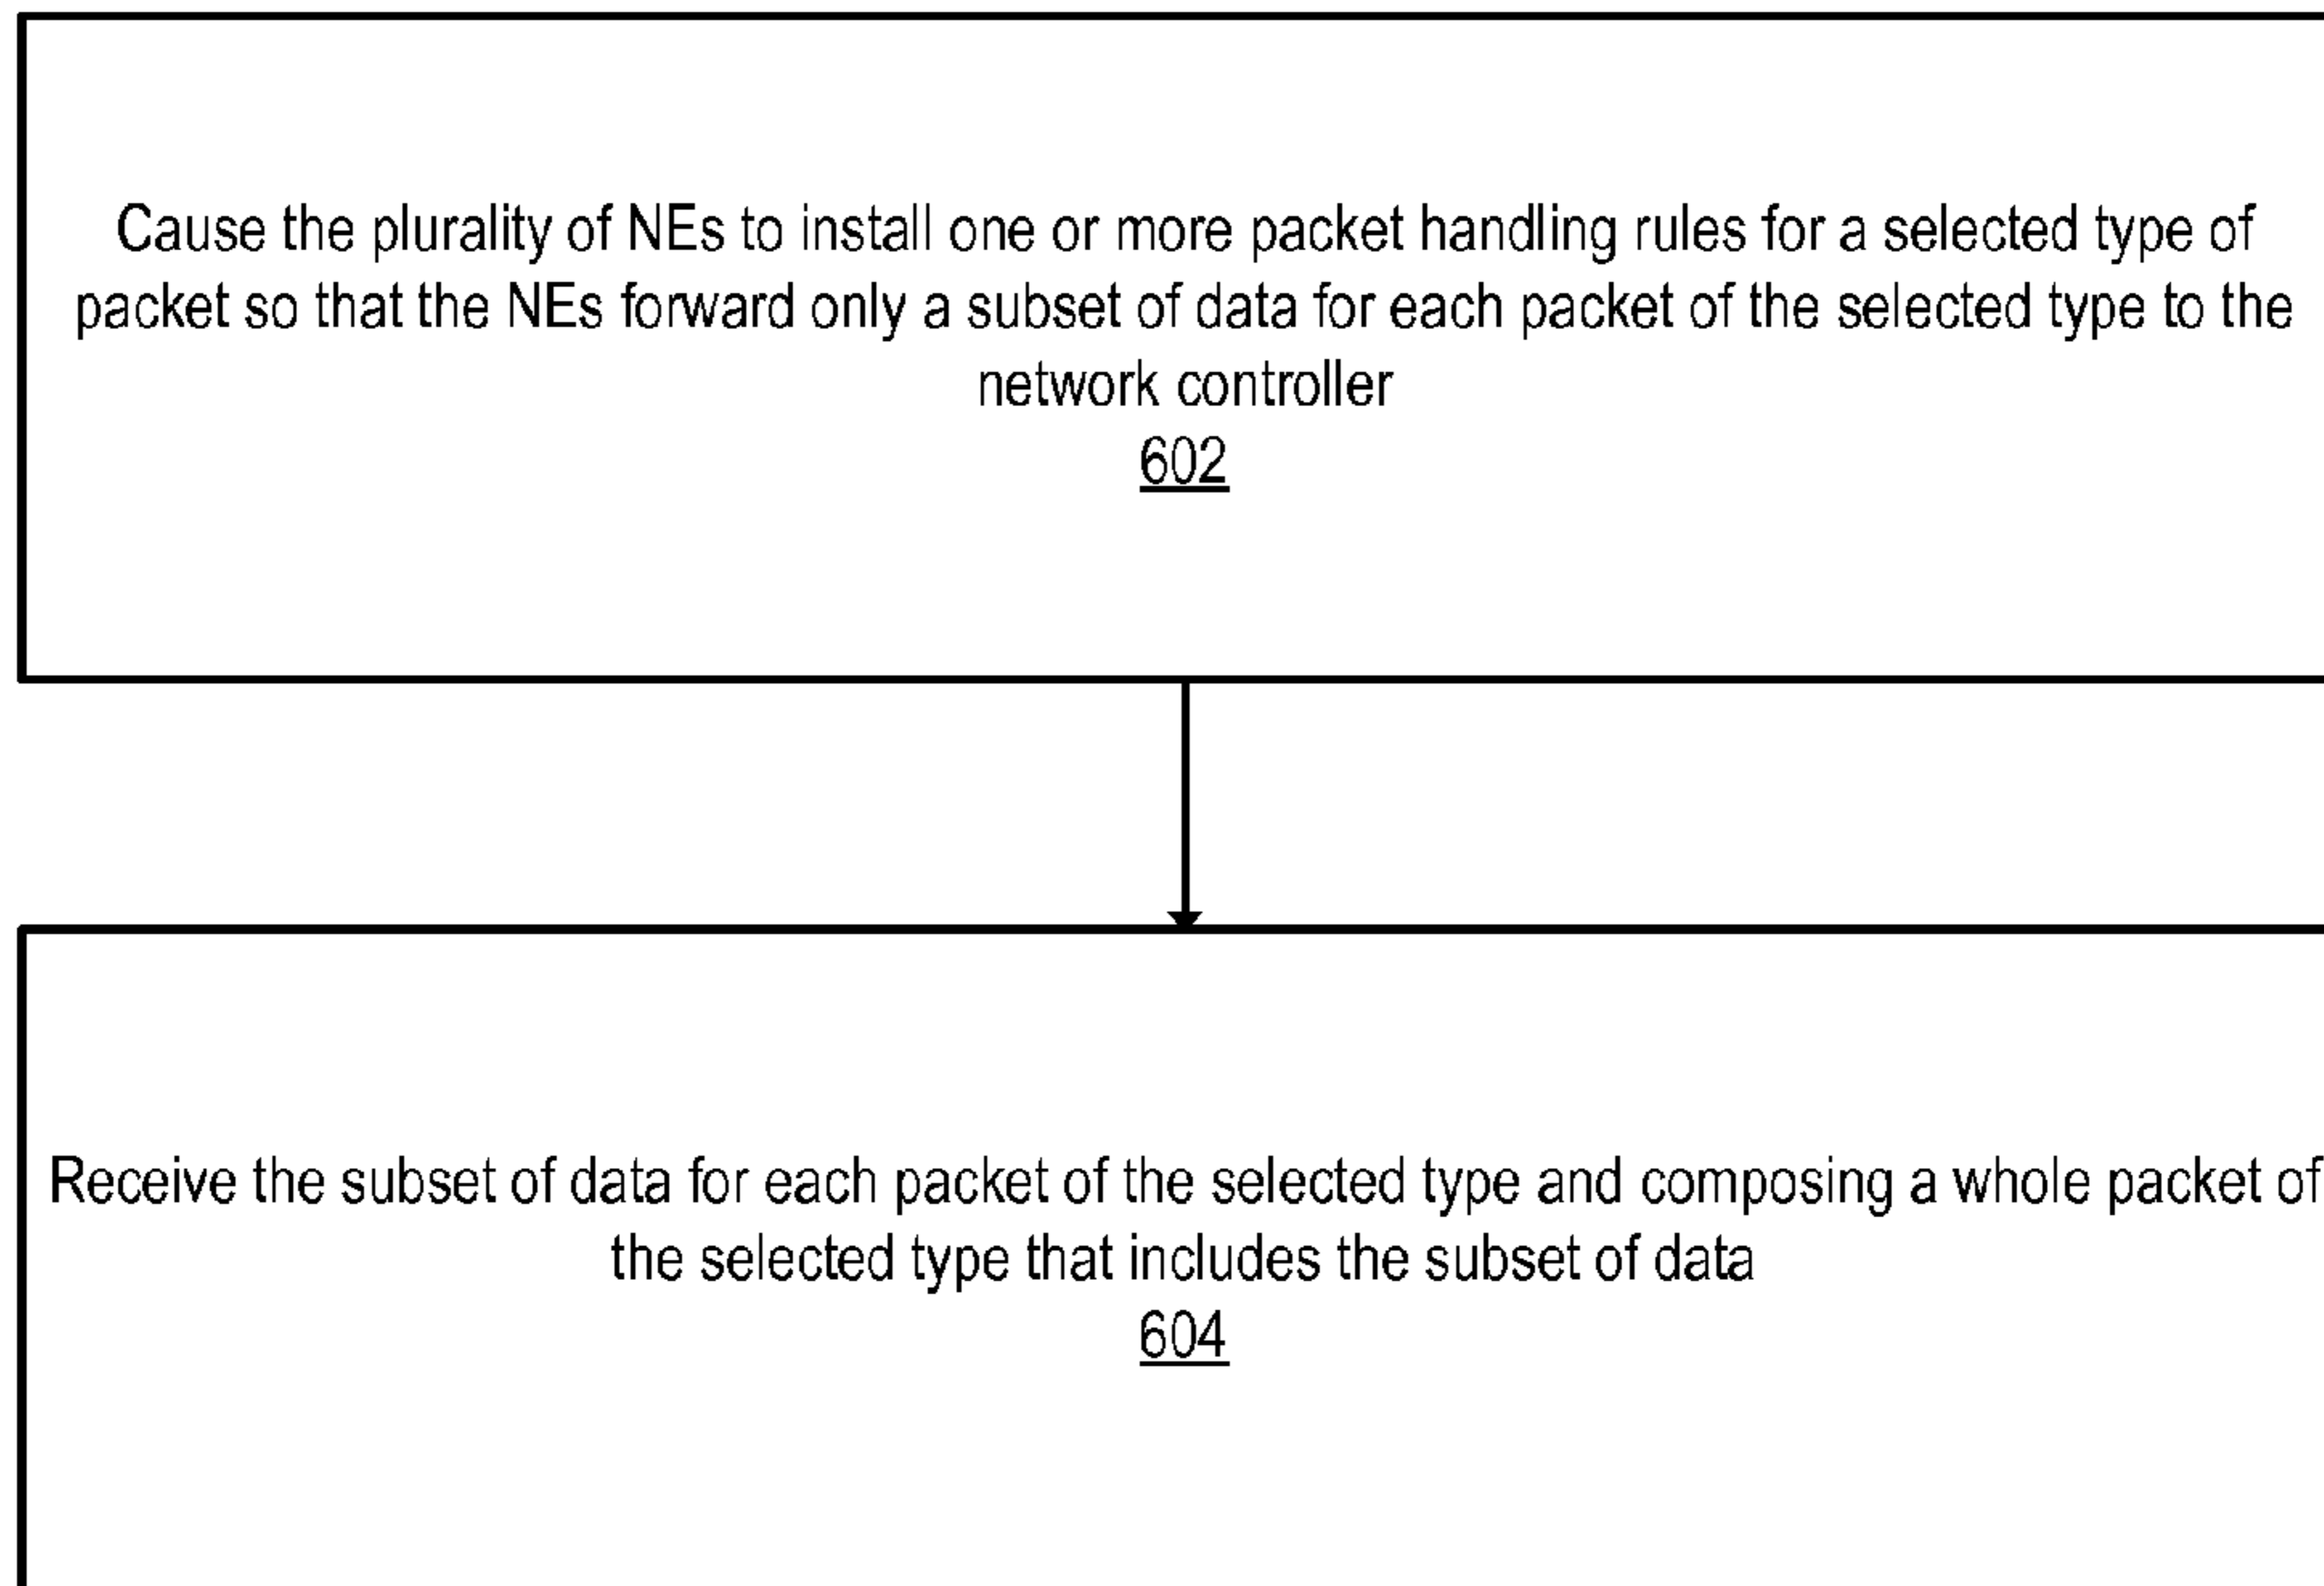 Cause the plurality of NEs to install one or more packet handling rules for a selected type of
packet so that the NEs forward only a subset of data for each packet of the selected type to the
network controller
602
Receive the subset of data for each packet of the selected type and composing a whole packet of
the selected type that includes the subset of data
604